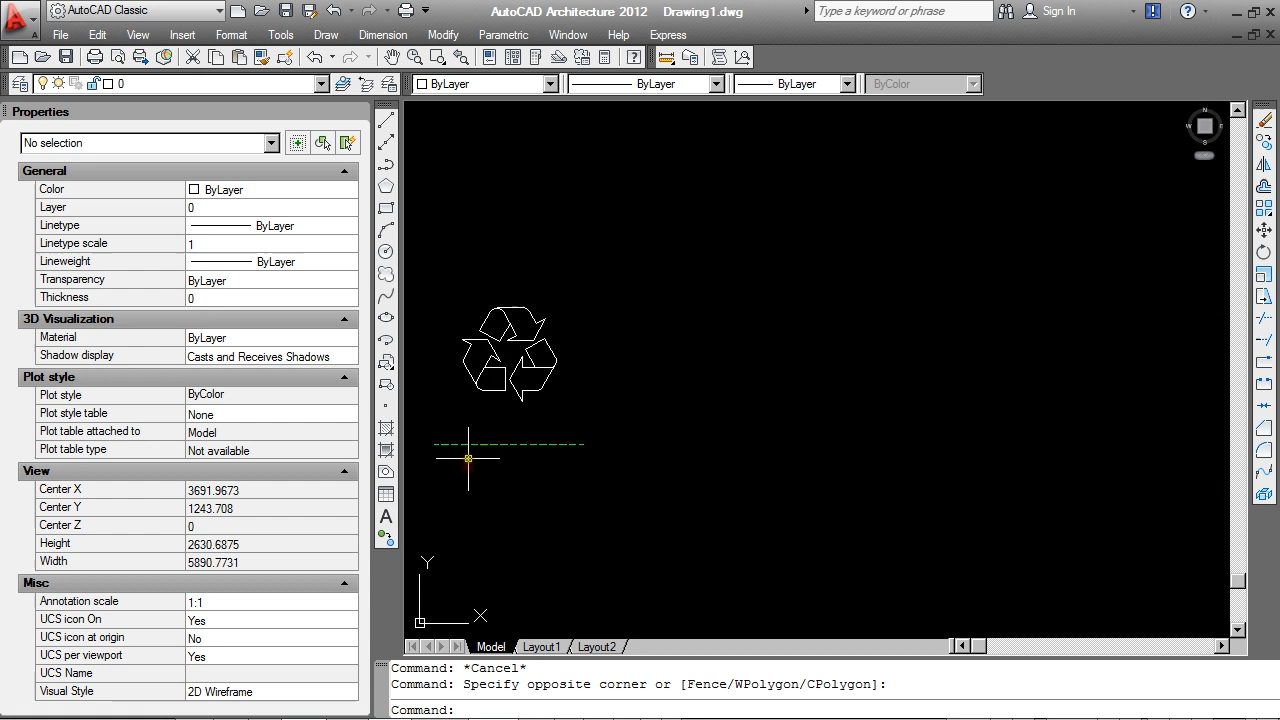 AutoCAD Classic
AutoCAD Architecture 2012 Drawing1.dwg
Type a keyword or phrase
Sign In
File Edit View Insert Format Tools Draw Dimension Modify Parametric Window Help Express
0
ByLayer
ByLayer
ByLayer
ByColor
Properties
No selection
General
Color ByLayer
Layer 0
Linetype ByLayer
Linetype scale 1
Lineweight ByLayer
Transparency ByLayer
Thickness 0
3D Visualization
Material ByLayer
Shadow display Casts and Receives Shadows
Plot style
Plot style ByColor
Plot style table None
Plot table attached to Model
Plot table type Not available
View
Center X 3691.9673
Center Y 1243.708
Center Z 0
Height 2630.6875
Width 5890.7731
Misc
Annotation scale 1:1
UCS icon On Yes
UCS icon at origin No
UCS per viewport Yes
UCS Name
Visual Style 2D Wireframe
N
W
E
S
A
Y
X
Model Layout1 Layout2
Command: *Cancel*
Command: Specify opposite corner or [Fence/WPolygon/CPolygon]:
Command: